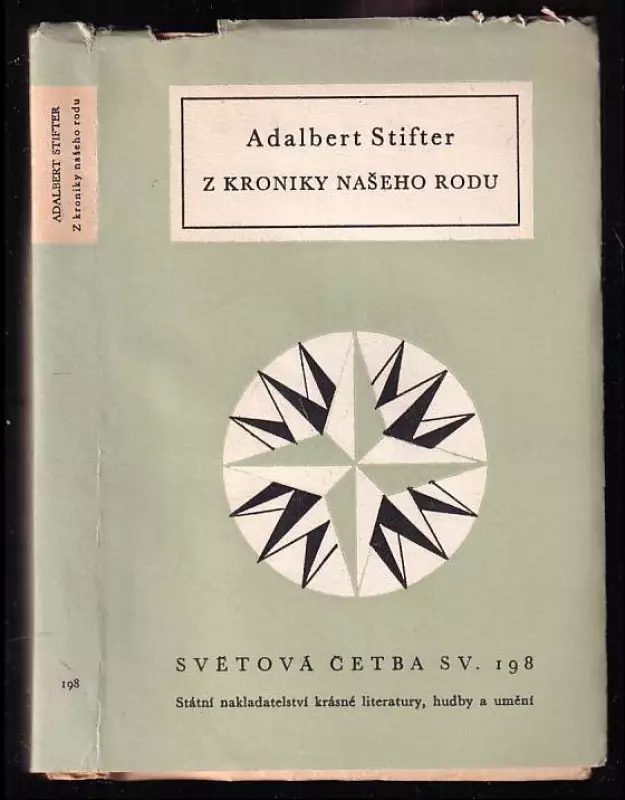 ADALBERT STIFTER
Z kroniky našeho rodu
198
Adalbert Stifter
Z KRONIKY NAŠEHO RODU
SVĚTOVÁ ČETBA SV. 198
Státní nakladatelství krásné literatury, hudby a umění